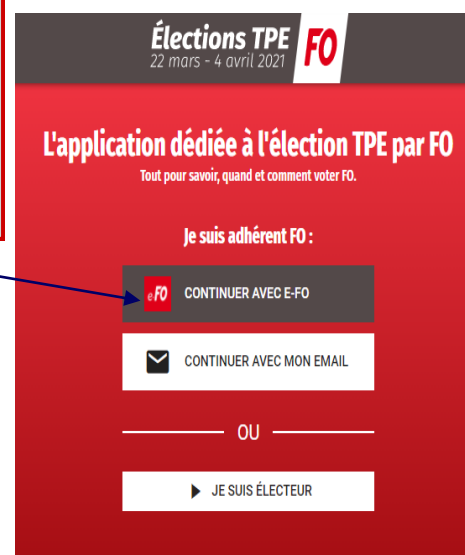 Élections TPE FO
22 mars - 4 avril 2021
L'application dédiée à l'élection TPE par FO
Tout pour savoir, quand et comment voter FO.
Je suis adhérent FO :
e FO CONTINUER AVEC E-FO
CONTINUER AVEC MON EMAIL
OU
JE SUIS ÉLECTEUR